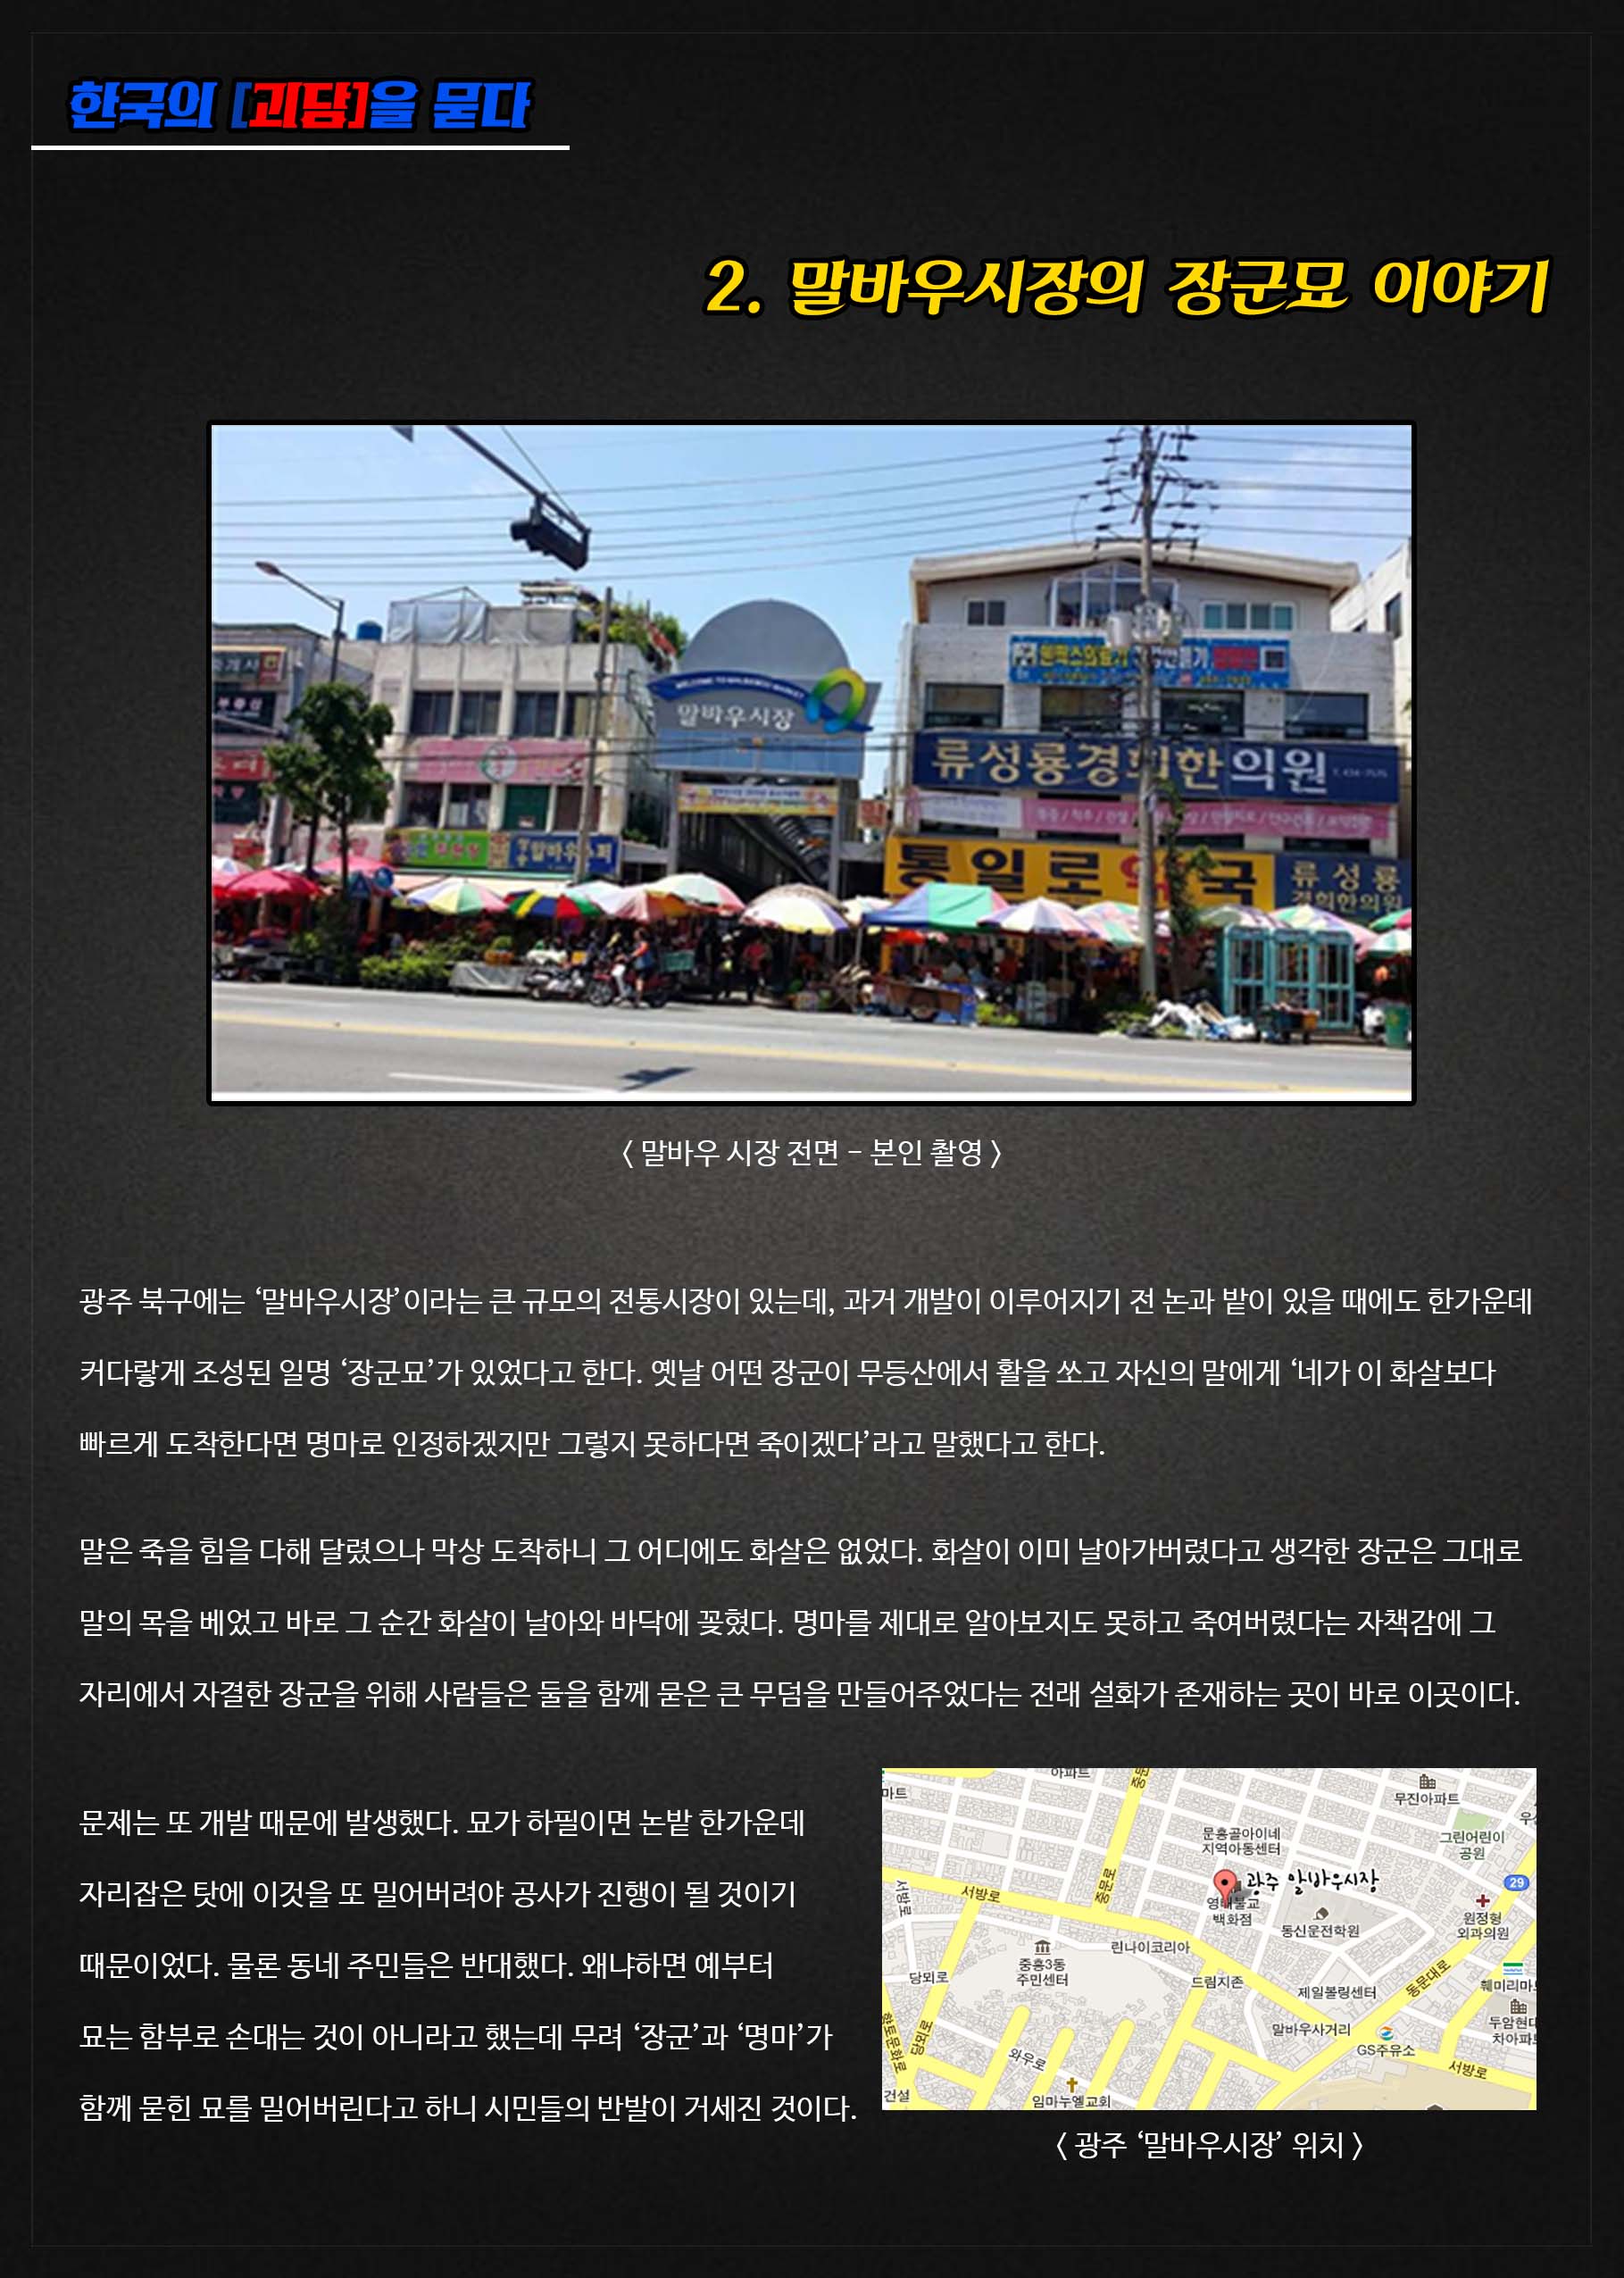 한국의 [괴담]을 묻다
2. 말바우시장의 장군묘 이야기
말바우시장
류성룡경희한의원
통일로약국
류성룡
경희한의원
< 말바우 시장 전면 - 본인 촬영 >
광주 북구에는 ‘말바우시장’이라는 큰 규모의 전통시장이 있는데, 과거 개발이 이루어지기 전 논과 밭이 있을 때에도 한가운데
커다랗게 조성된 일명 ‘장군묘’가 있었다고 한다. 옛날 어떤 장군이 무등산에서 활을 쏘고 자신의 말에게 ‘네가 이 화살보다
빠르게 도착한다면 명마로 인정하겠지만 그렇지 못하다면 죽이겠다’라고 말했다고 한다.
말은 죽을 힘을 다해 달렸으나 막상 도착하니 그 어디에도 화살은 없었다. 화살이 이미 날아가버렸다고 생각한 장군은 그대로
말의 목을 베었고 바로 그 순간 화살이 날아와 바닥에 꽂혔다. 명마를 제대로 알아보지도 못하고 죽여버렸다는 자책감에 그
자리에서 자결한 장군을 위해 사람들은 둘을 함께 묻은 큰 무덤을 만들어주었다는 전래 설화가 존재하는 곳이 바로 이곳이다.
문제는 또 개발 때문에 발생했다. 묘가 하필이면 논밭 한가운데
자리잡은 탓에 이것을 또 밀어버려야 공사가 진행이 될 것이기
때문이었다. 물론 동네 주민들은 반대했다. 왜냐하면 예부터
묘는 함부로 손대는 것이 아니라고 했는데 무려 ‘장군’과 ‘명마’가
함께 묻힌 묘를 밀어버린다고 하니 시민들의 반발이 거세진 것이다.
아파트
마트
중문로
무진아파트
문흥골아이네
지역아동센터
그린어린이
공원
광주 말바우시장
29
서방로
서방로
중문로
백화점
동신운전학원
원정형
외과의원
린나이코리아
중흥3동
주민센터
당뫼로
드림지존
제일볼링센터
동문대로
훼미리마
두암현대
차아파트
말바우사거리
GS주유소
서방로
당뫼로
향토문화로
와우로
건설
임마누엘교회
< 광주 ‘말바우시장’ 위치 >